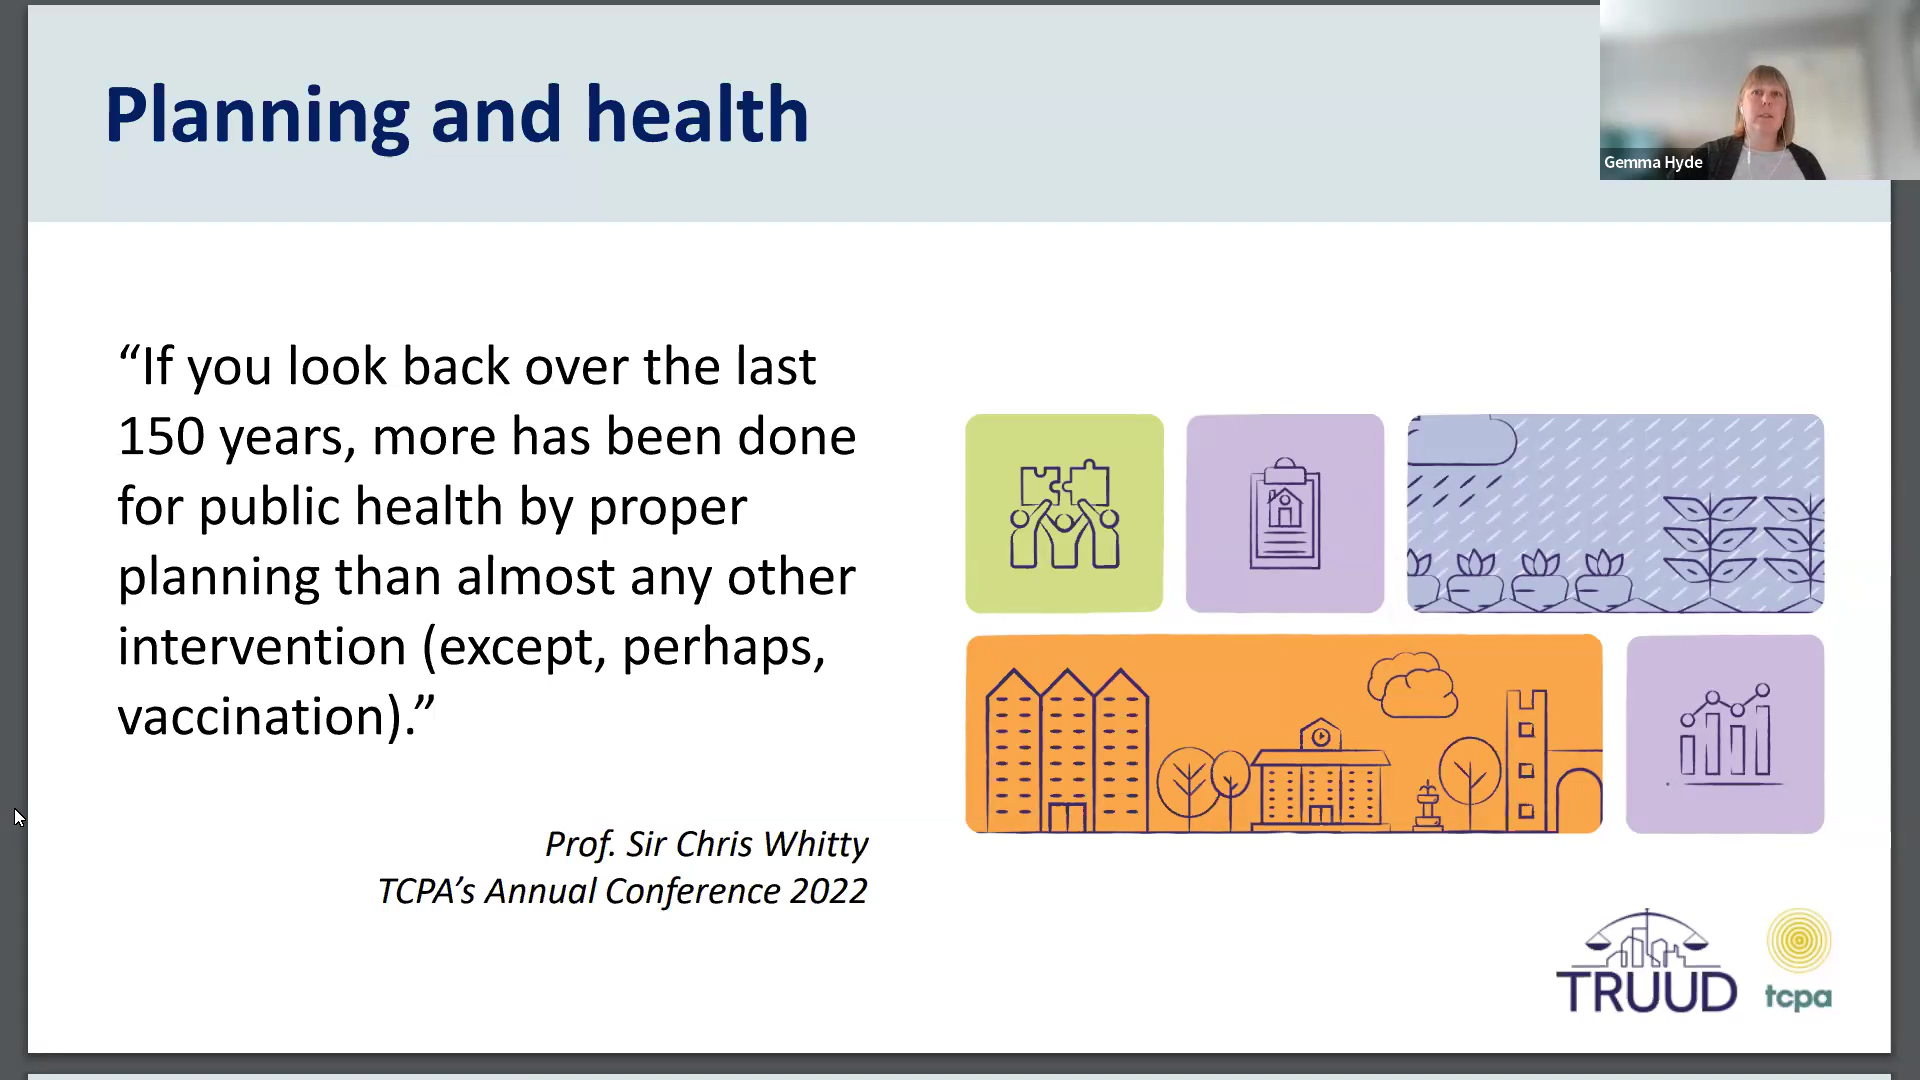 Planning and health
Gemma Hyde
“If you look back over the last
150 years, more has been done
for public health by proper
planning than almost any other
intervention (except, perhaps,
vaccination).”
Prof. Sir Chris Whitty
TCPA’s Annual Conference 2022
TRUUD
tcpa